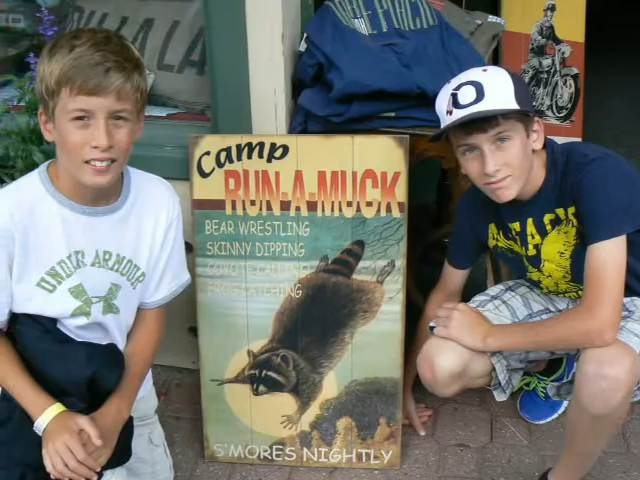 Camp
RUN-A-MUCK
BEAR WRESTLING
SKINNY DIPPING
COYOTE CALLING
FROG CATCHING
S'MORES NIGHTLY
UNDER ARMOUR